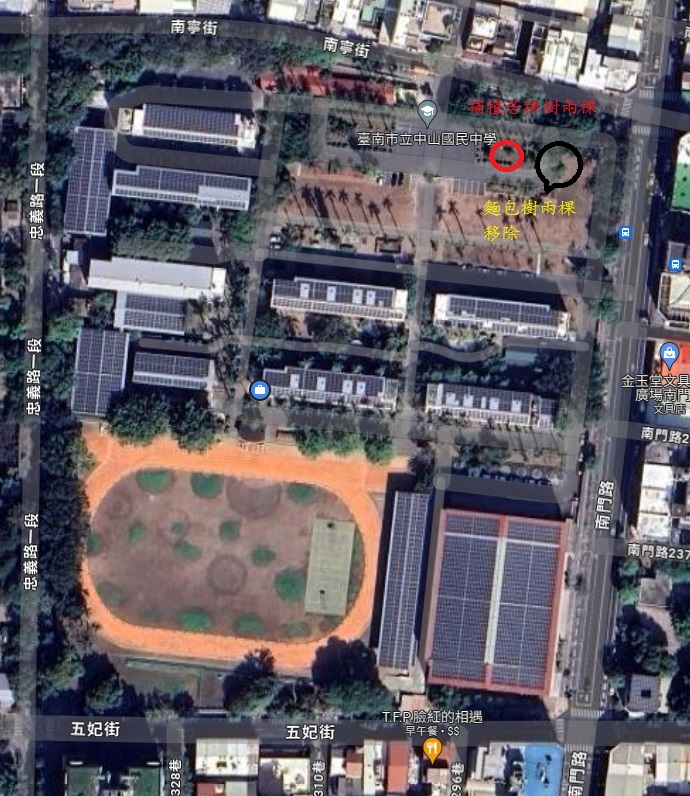 南寧街
南寧街
補種苦楝樹兩棵
臺南市立中山國民中學
麵包樹兩棵
移除
忠義路一段
忠義路一段
金玉堂文具
廣場南門
文具店
南門路2
忠義路一段
南門路
南門路237
T.F.P 臉紅的相遇
早午餐・$$
五妃街
五妃街
328巷
310巷
296巷
南門路